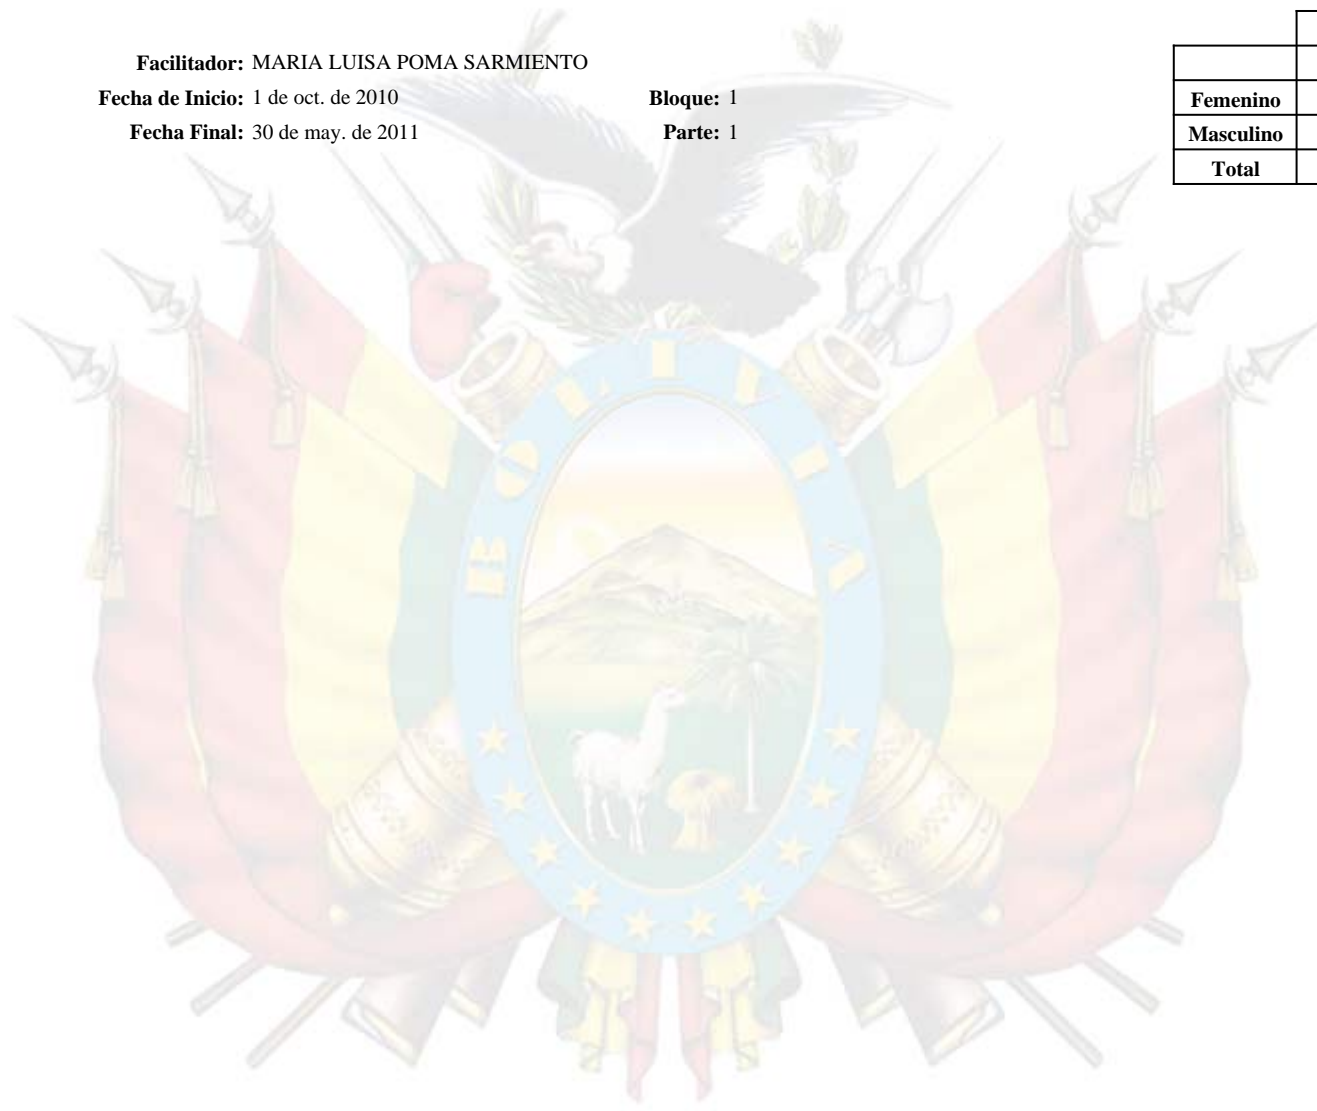 Facilitador: MARIA LUISA POMA SARMIENTO
Fecha de Inicio: 1 de oct. de 2010 Bloque: 1
Fecha Final: 30 de may. de 2011 Parte: 1
Femenino
Masculino
Total
BOLIVIA